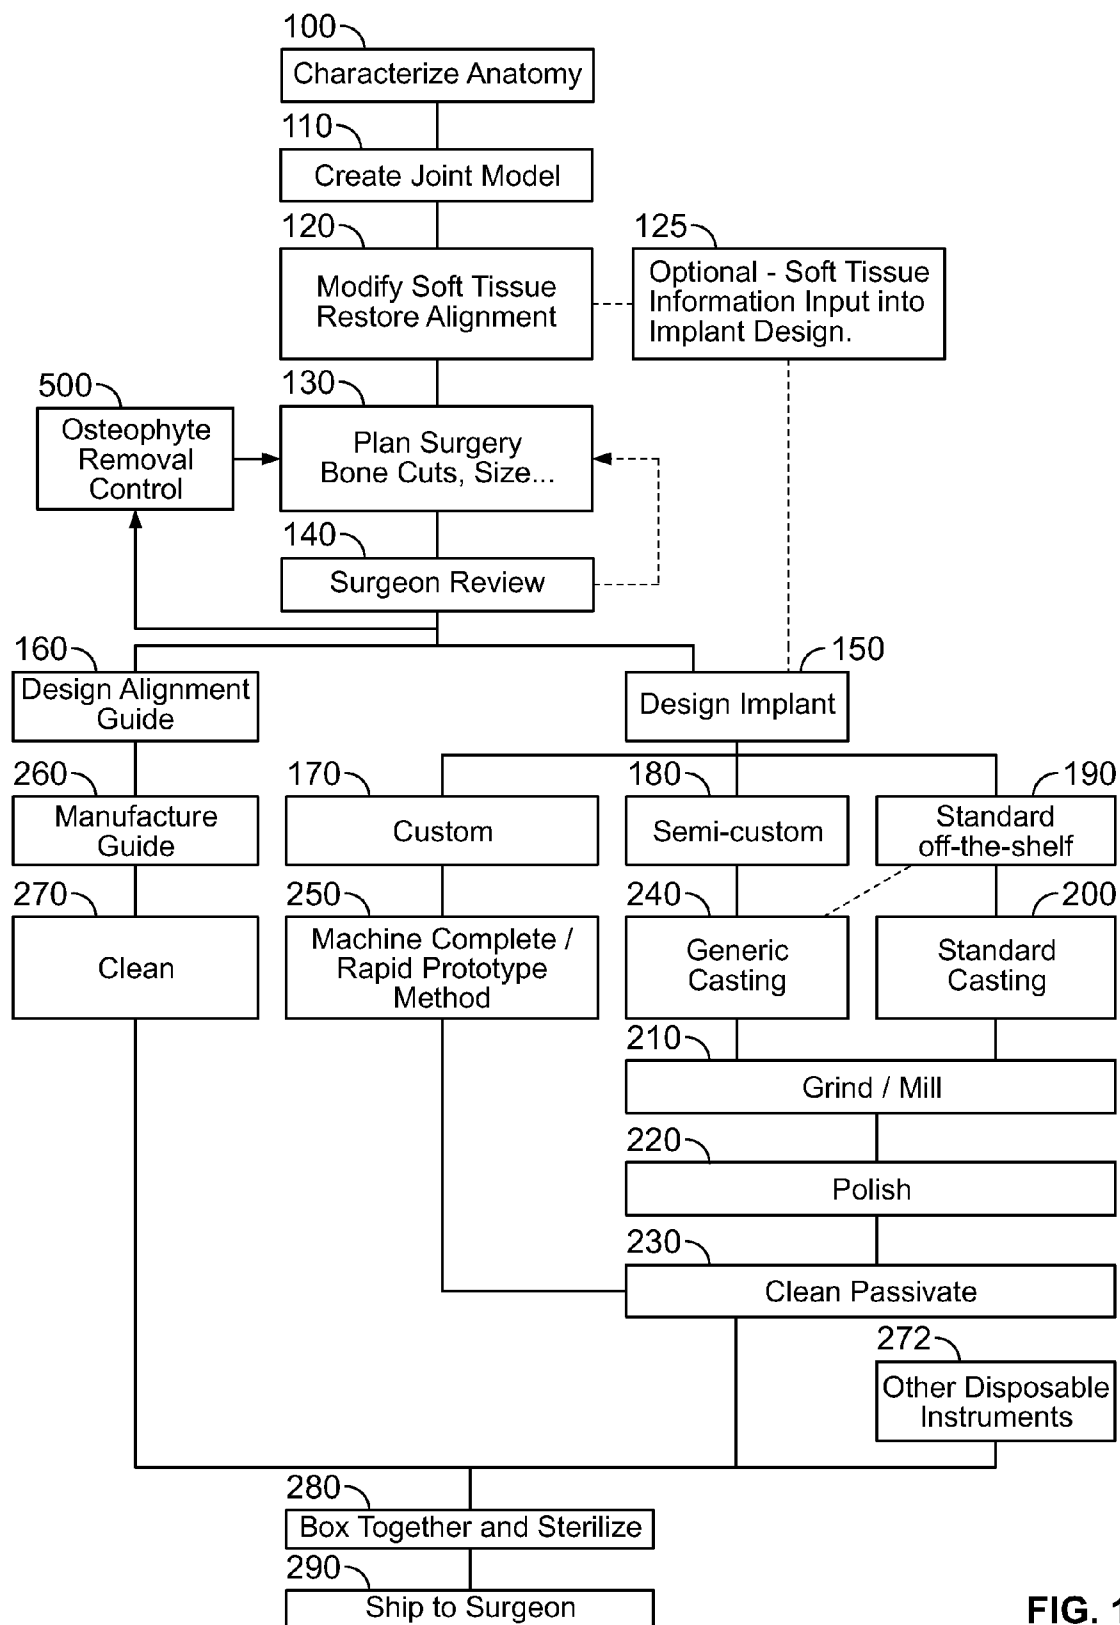 100
Characterize Anatomy
110
Create Joint Model
120
Modify Soft Tissue
Restore Alignment
125
Optional - Soft Tissue
Information Input into
Implant Design.
500
Osteophyte
Removal
Control
130
Plan Surgery
Bone Cuts, Size...
140
Surgeon Review
160
Design Alignment
Guide
150
Design Implant
260
Manufacture
Guide
170
Custom
180
Semi-custom
190
Standard
off-the-shelf
270
Clean
250
Machine Complete /
Rapid Prototype
Method
240
Generic
Casting
200
Standard
Casting
210
Grind / Mill
220
Polish
230
Clean Passivate
272
Other Disposable
Instruments
280
Box Together and Sterilize
290
Ship to Surgeon
FIG. 1